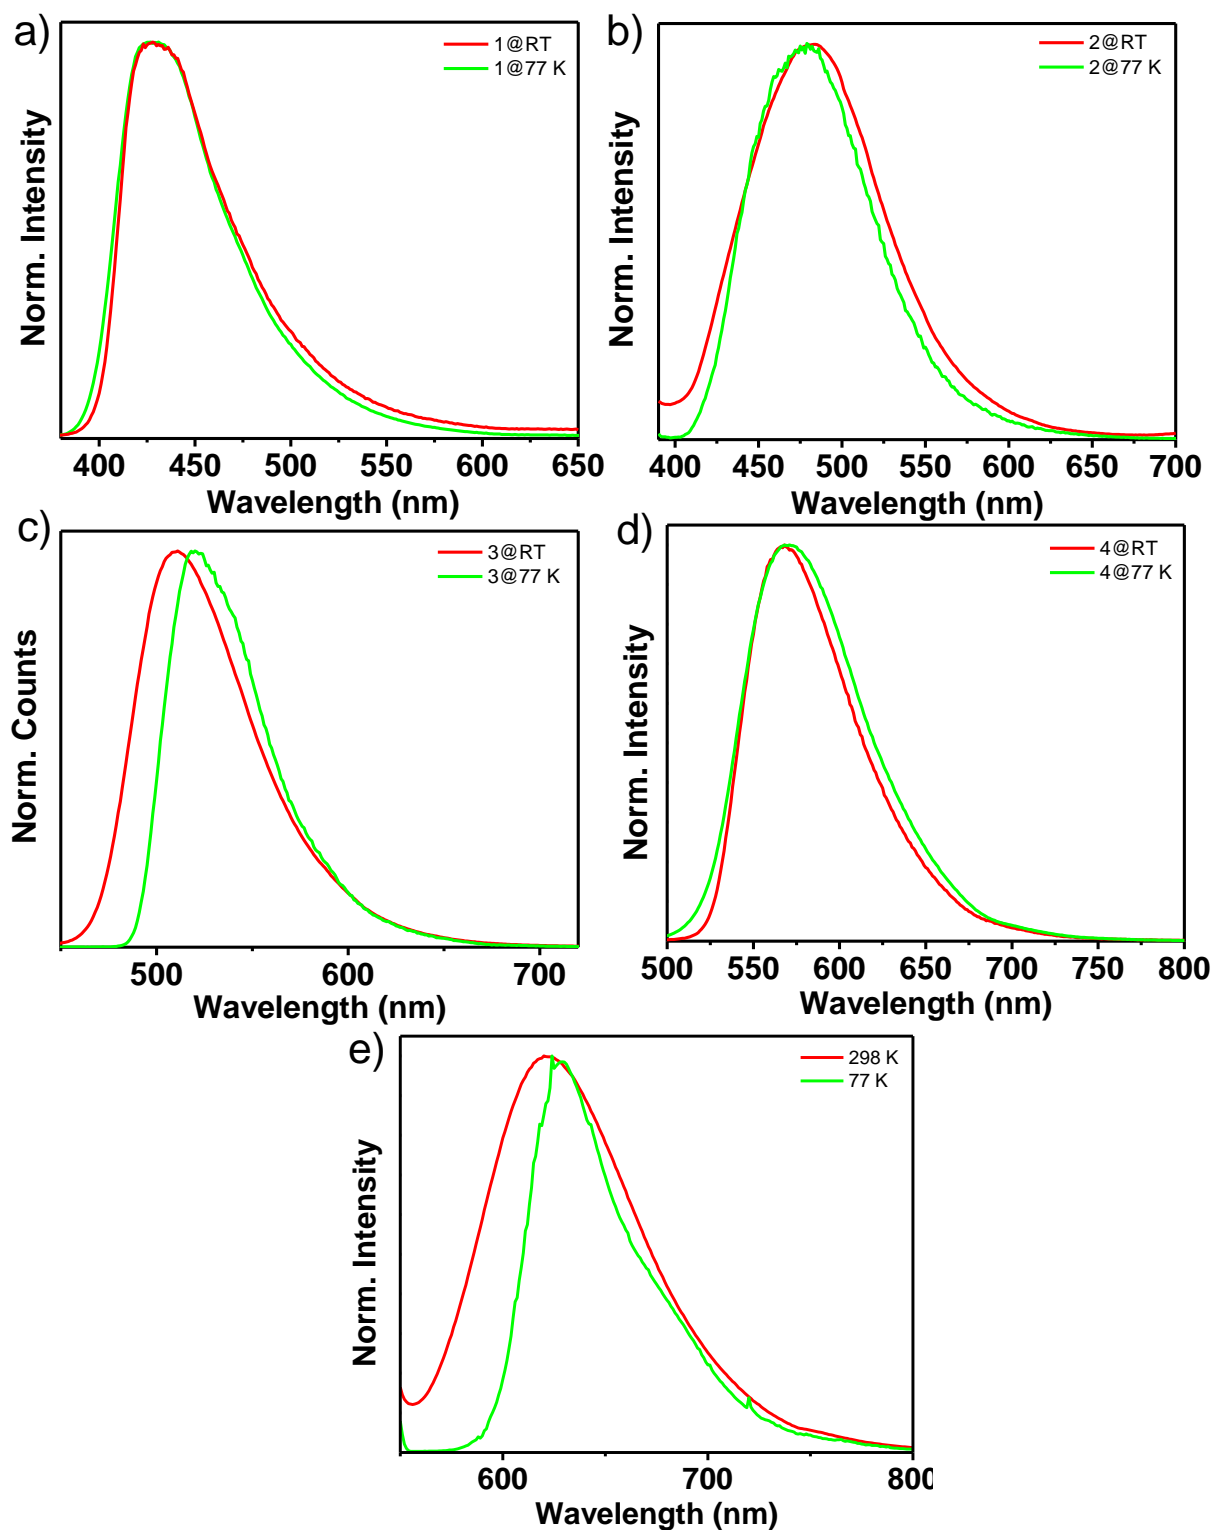 a)
1@RT
1@77 K
Norm. Intensity
400 450 500 550 600 650
Wavelength (nm)
b)
2@RT
2@77 K
Norm. Intensity
400 450 500 550 600 650 700
Wavelength (nm)
c)
3@RT
3@77 K
Norm. Counts
500 600 700
Wavelength (nm)
d)
4@RT
4@77 K
Norm. Intensity
500 550 600 650 700 750 800
Wavelength (nm)
e)
298 K
77 K
Norm. Intensity
600 700 800
Wavelength (nm)